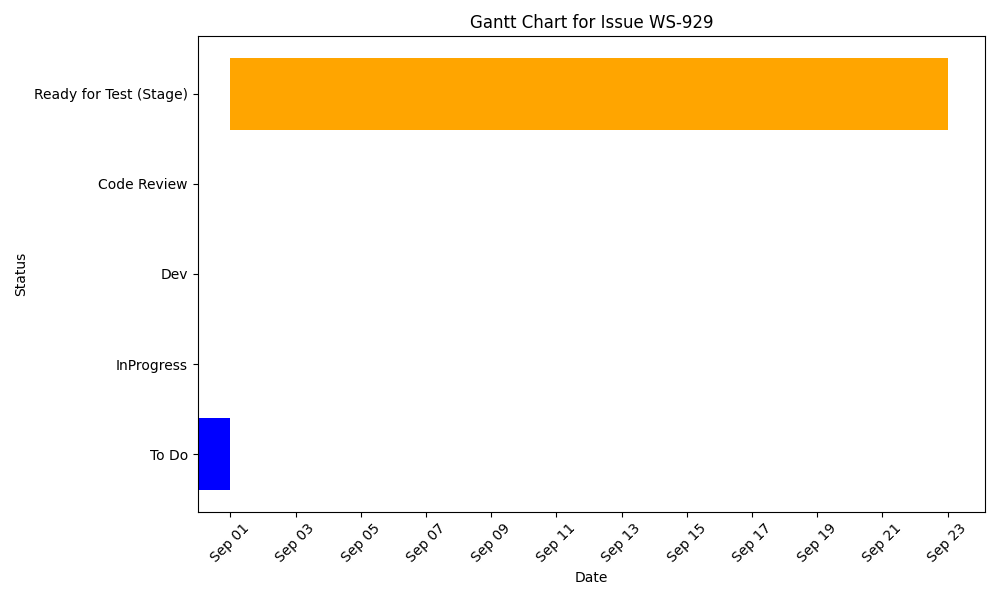 Gantt Chart for Issue WS-929
Ready for Test (Stage)
Code Review
Dev
InProgress
To Do
Status
Sep 01
Sep 03
Sep 05
Sep 07
Sep 09
Sep 11
Sep 13
Sep 15
Sep 17
Sep 19
Sep 21
Sep 23
Date